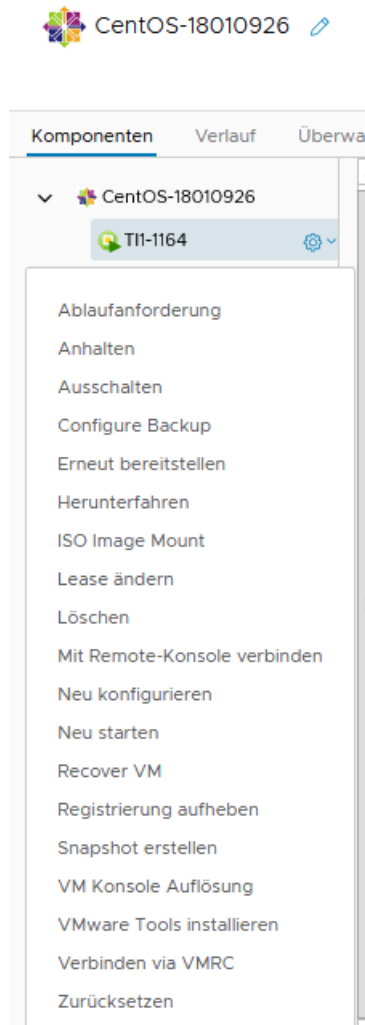 CentOS-18010926
Komponenten Verlauf Überwa
CentOS-18010926
TI1-1164
Ablaufanforderung
Anhalten
Ausschalten
Configure Backup
Erneut bereitstellen
Herunterfahren
ISO Image Mount
Lease ändern
Löschen
Mit Remote-Konsole verbinden
Neu konfigurieren
Neu starten
Recover VM
Registrierung aufheben
Snapshot erstellen
VM Konsole Auflösung
VMware Tools installieren
Verbinden via VMRC
Zurücksetzen